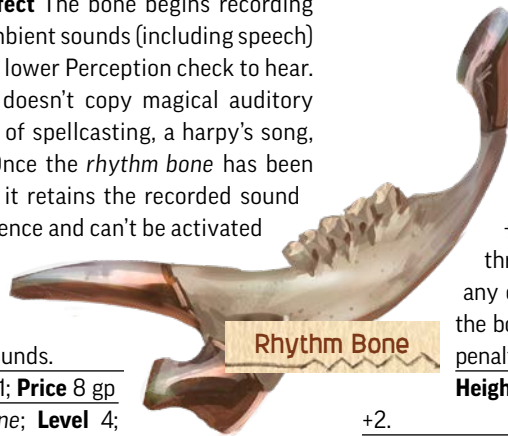 fect The bone begins recording
mbient sounds (including speech)
lower Perception check to hear.
doesn't copy magical auditory
of spellcasting, a harpy's song,
Once the rhythm bone has been
it retains the recorded sound
ence and can't be activated
unds.
1; Price 8 gp
ne; Level 4;
Rhythm Bone
thr
any
the bo
penal
Heigh
+2.